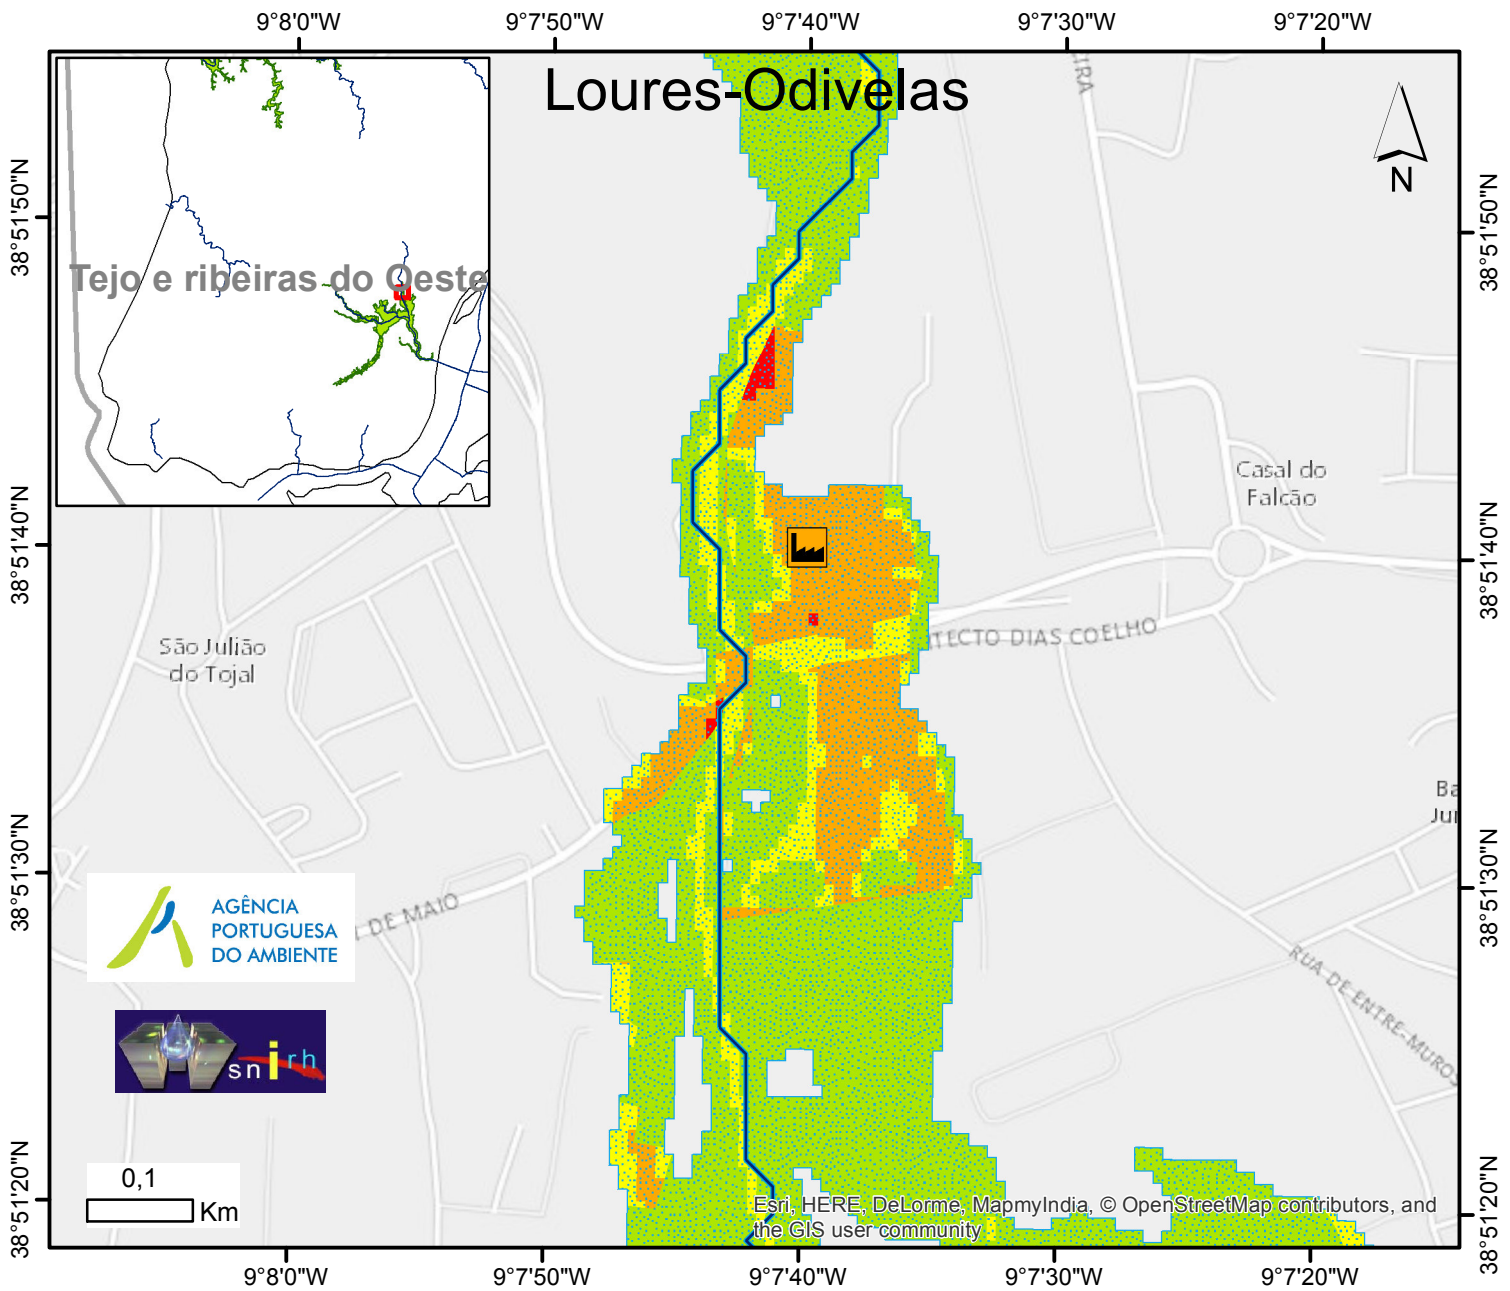 9°8'0"W
9°7'50"W
9°7'40"W
9°7'30"W
9°7'20"W
Loures-Odivelas
IRA
N
38°51'50"N
38°51'50"N
Tejo e ribeiras do Oeste
Casal do
Falcão
38°51'40"N
38°51'40"N
TECTO DIAS COELHO
São Julião
do Tojal
Ba
Jur
38°51'30"N
38°51'30"N
DE MAIO
AGÊNCIA
PORTUGUESA
DO AMBIENTE
RUA DE ENTRE-MUROS
snirh
0,1
Km
38°51'20"N
38°51'20"N
Esri, HERE, DeLorme, MapmyIndia, © OpenStreetMap contributors, and
the GIS user community
9°8'0"W
9°7'50"W
9°7'40"W
9°7'30"W
9°7'20"W